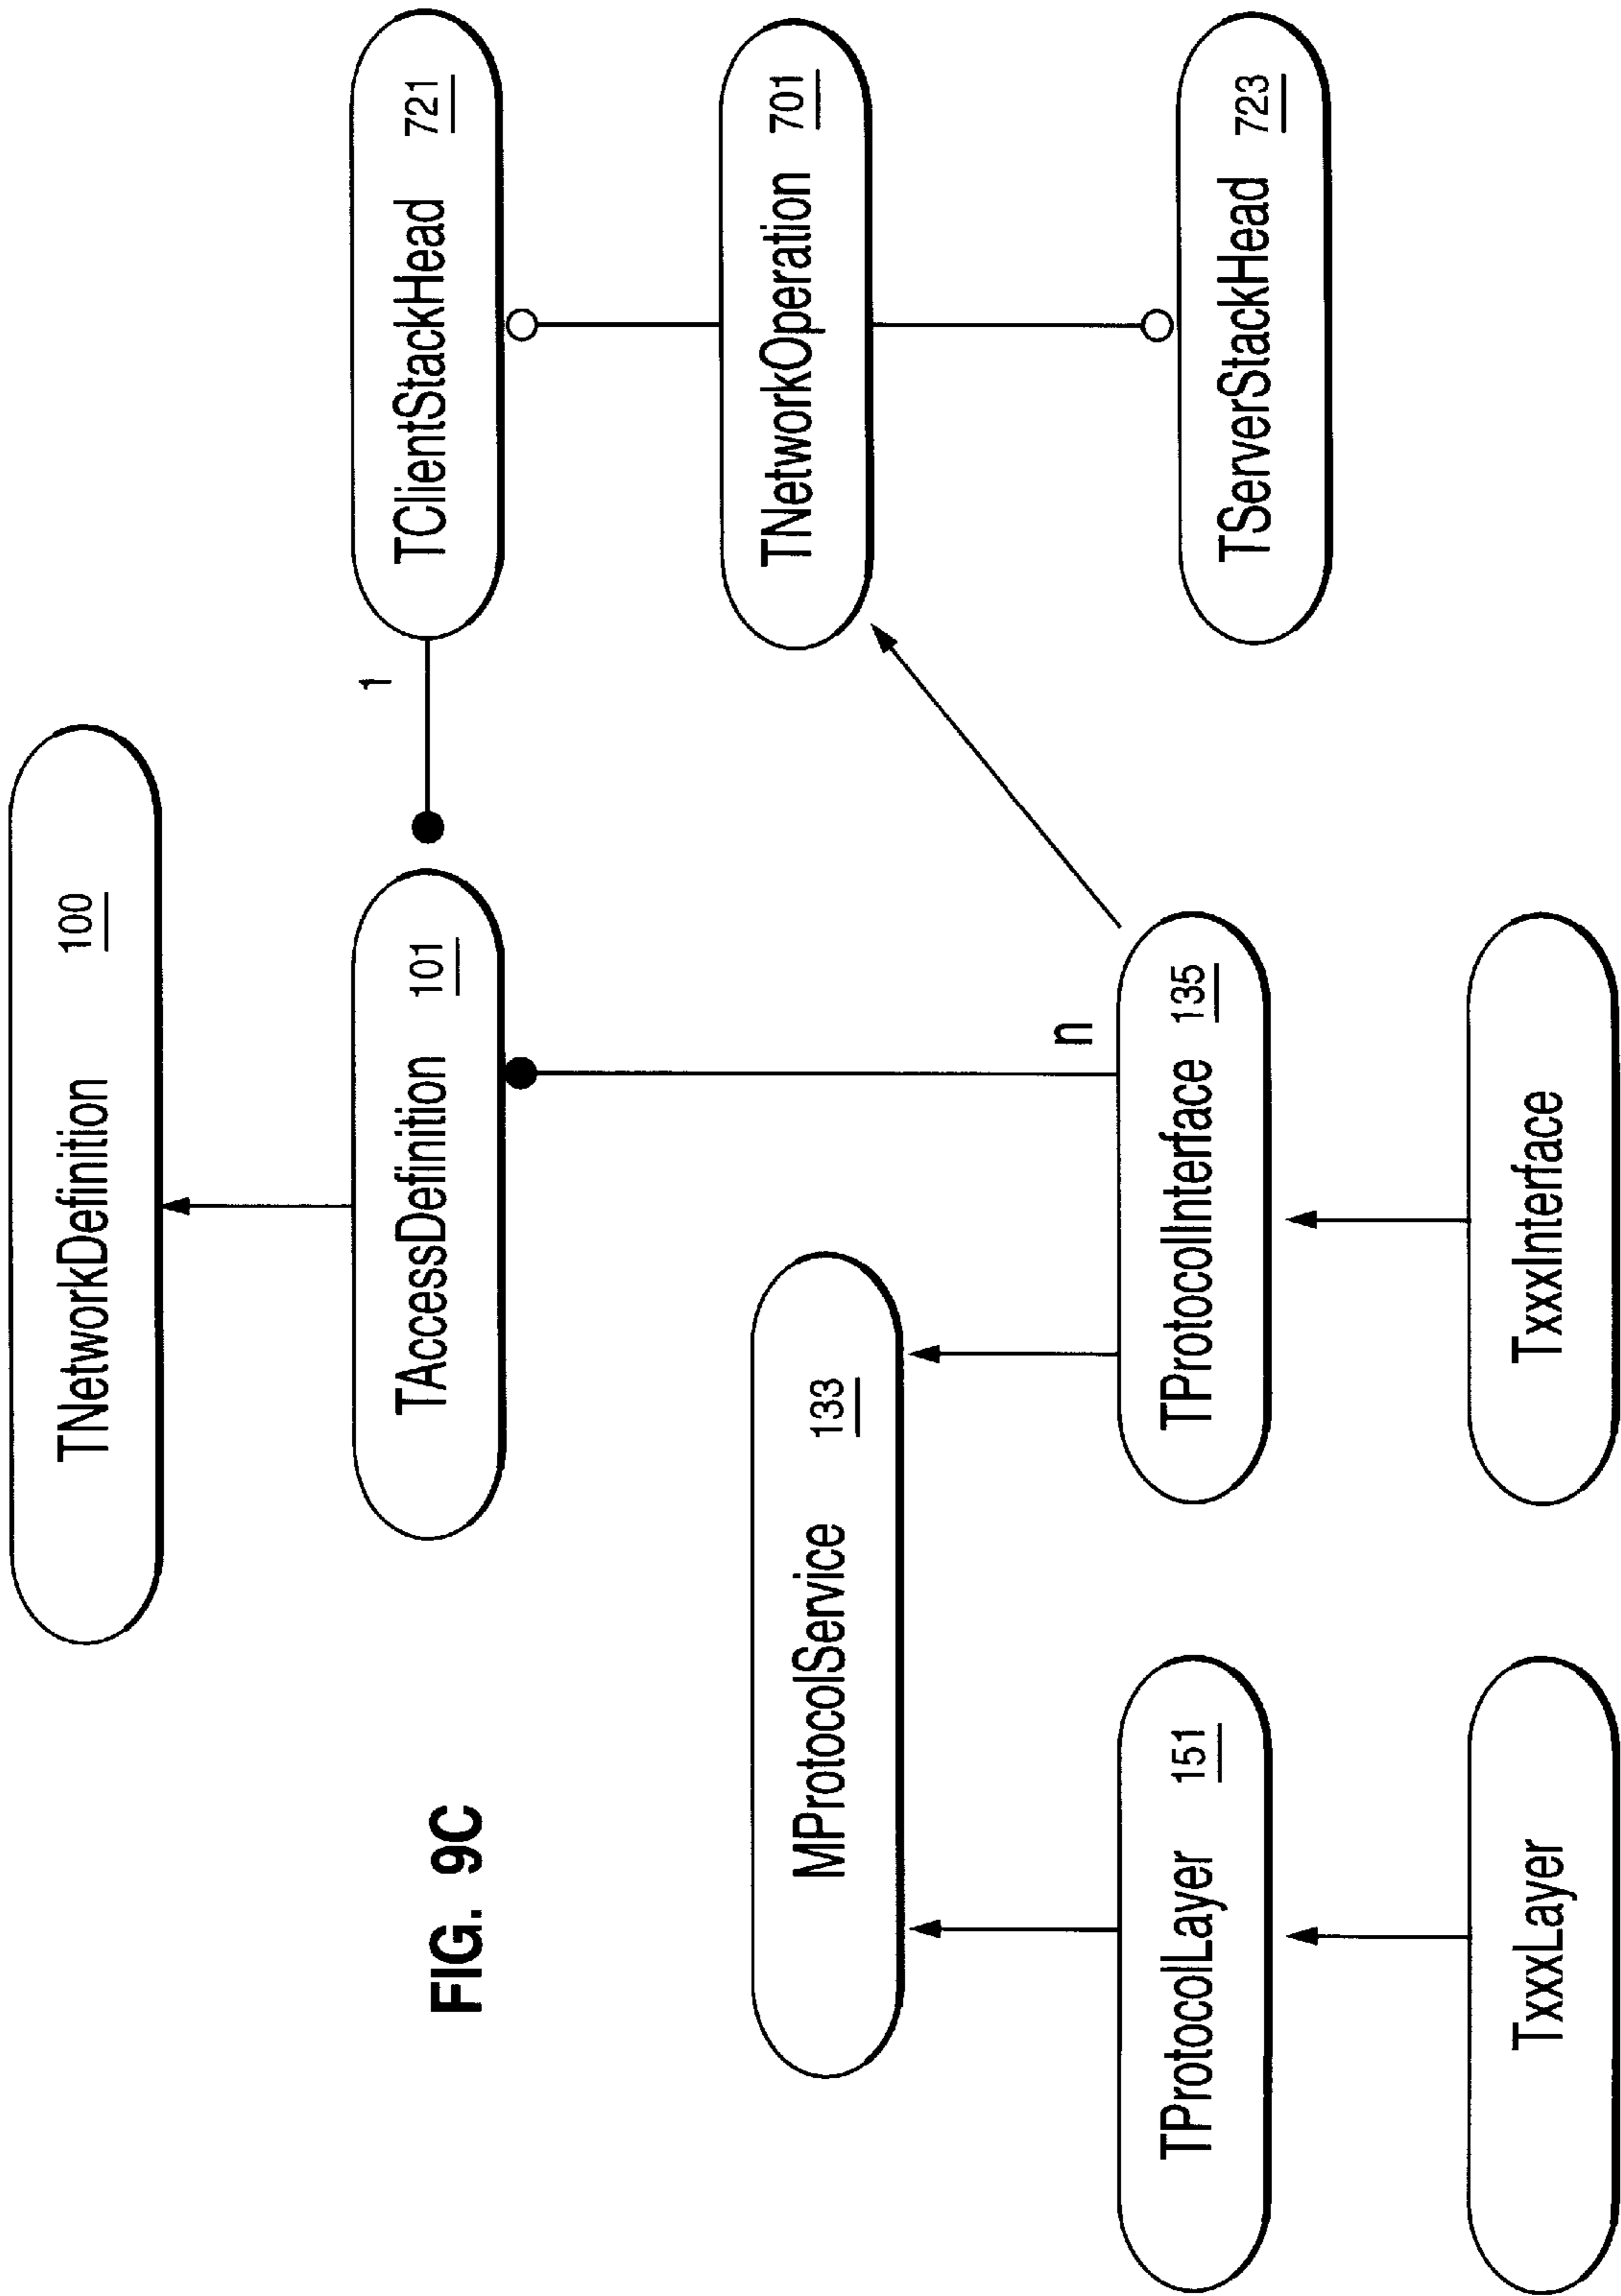 TNetworkDefinition 100
TAccessDefinition 101
1
TClientStackHead 721
FIG. 9C
MProtocolService 133
TNetworkOperation 701
n
TProtocolLayer 151
TProtocolInterface 135
TServerStackHead 723
TxxxLayer
TxxxInterface